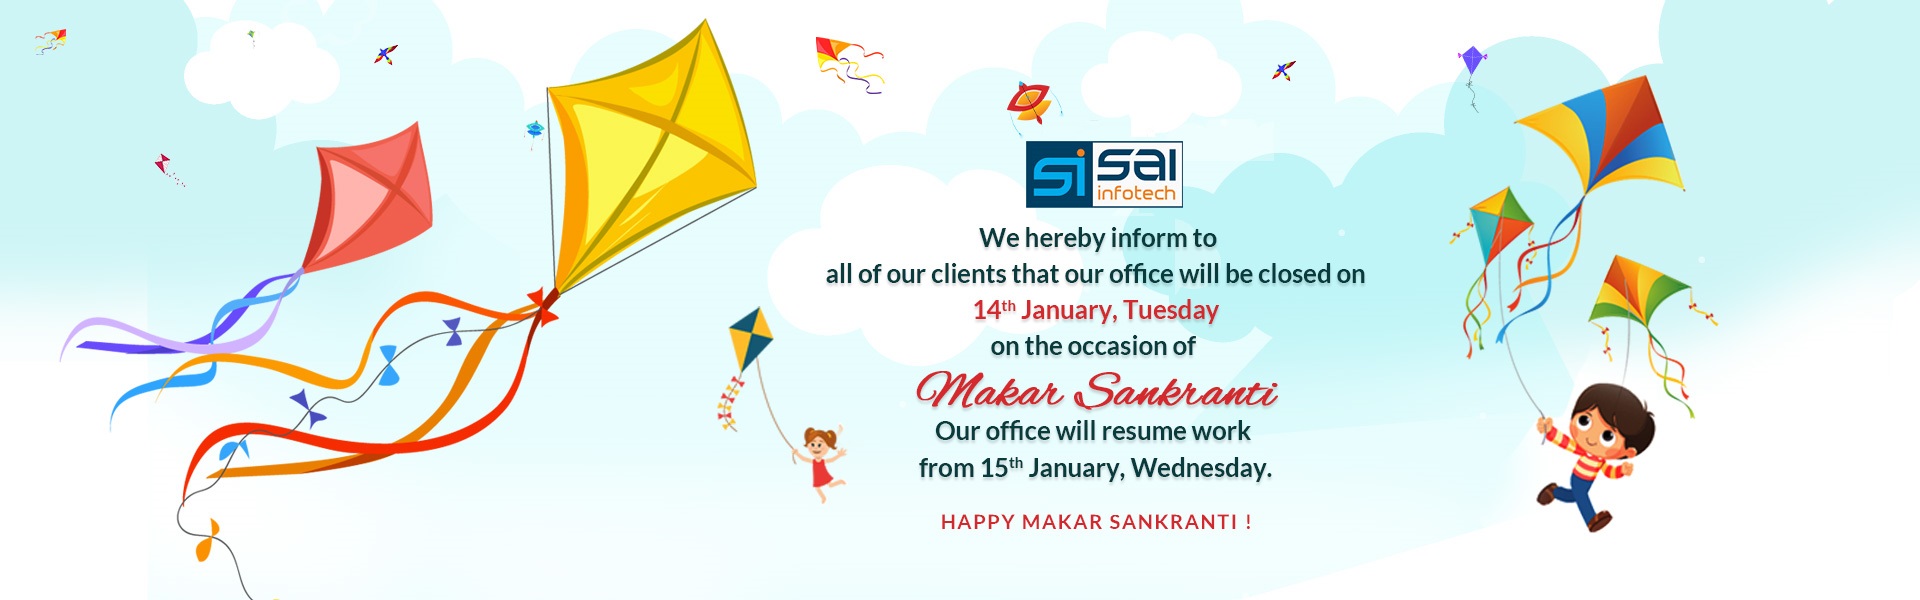 SI SAI
infotech
We hereby inform to
all of our clients that our office will be closed on
14th January, Tuesday
on the occasion of
Makar Sankranti
Our office will resume work
from 15th January, Wednesday.
HAPPY MAKAR SANKRANTI !